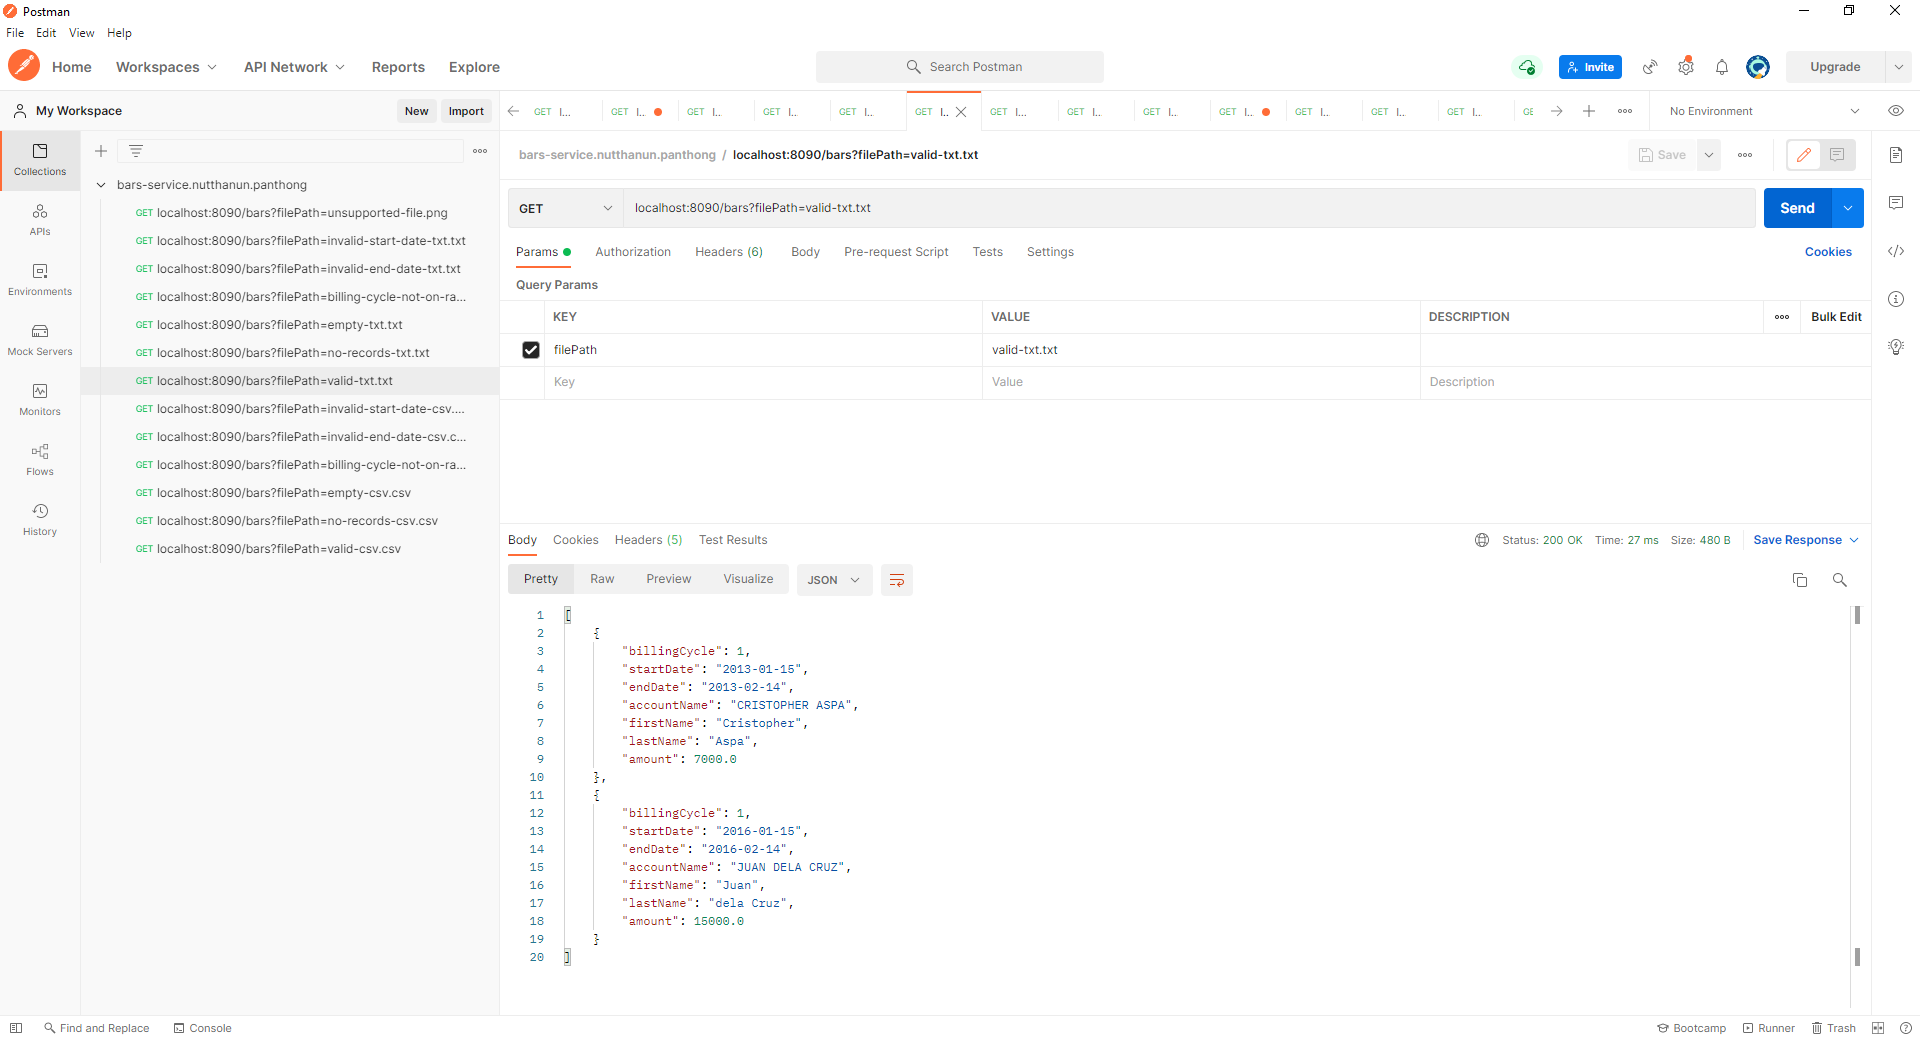 Postman
File Edit View Help
Home Workspaces API Network Reports Explore Search Postman Invite Upgrade
My Workspace New Import GET I... GET I.. GET I.. GET I.. GET I.. GET I.. GET I... GET I.. GET I.. GET I.. GET I.. GET I.. GET I.. GE No Environment
Collections
APIs
Environments
Mock Servers
Monitors
Flows
History
bars-service.nutthanun.panthong
GET localhost:8090/bars?filePath=unsupported-file.png
GET localhost:8090/bars?filePath=invalid-start-date-txt.txt
GET localhost:8090/bars?filePath=invalid-end-date-txt.txt
GET localhost:8090/bars?filePath=billing-cycle-not-on-ra...
GET localhost:8090/bars?filePath=empty-txt.txt
GET localhost:8090/bars?filePath=no-records-txt.txt
GET localhost:8090/bars?filePath=valid-txt.txt
GET localhost:8090/bars?filePath=invalid-start-date-csv....
GET localhost:8090/bars?filePath=invalid-end-date-csv.c...
GET localhost:8090/bars?filePath=billing-cycle-not-on-ra...
GET localhost:8090/bars?filePath=empty-csv.csv
GET localhost:8090/bars?filePath=no-records-csv.csv
GET localhost:8090/bars?filePath=valid-csv.csv
bars-service.nutthanun.panthong / localhost:8090/bars?filePath=valid-txt.txt Save
GET localhost:8090/bars?filePath=valid-txt.txt Send
Params Authorization Headers (6) Body Pre-request Script Tests Settings Cookies
Query Params
KEY VALUE DESCRIPTION Bulk Edit
filePath valid-txt.txt
Key Value Description
Body Cookies Headers (5) Test Results Status: 200 OK Time: 27 ms Size: 480 B Save Response
Pretty Raw Preview Visualize JSON
1 [
2 {
3 "billingCycle": 1,
4 "startDate": "2013-01-15",
5 "endDate": "2013-02-14",
6 "accountName": "CRISTOPHER ASPA",
7 "firstName": "Cristopher",
8 "lastName": "Aspa",
9 "amount": 7000.0
10 },
11 {
12 "billingCycle": 1,
13 "startDate": "2016-01-15",
14 "endDate": "2016-02-14",
15 "accountName": "JUAN DELA CRUZ",
16 "firstName": "Juan",
17 "lastName": "dela Cruz",
18 "amount": 15000.0
19 }
20 ]
Find and Replace Console Bootcamp Runner Trash